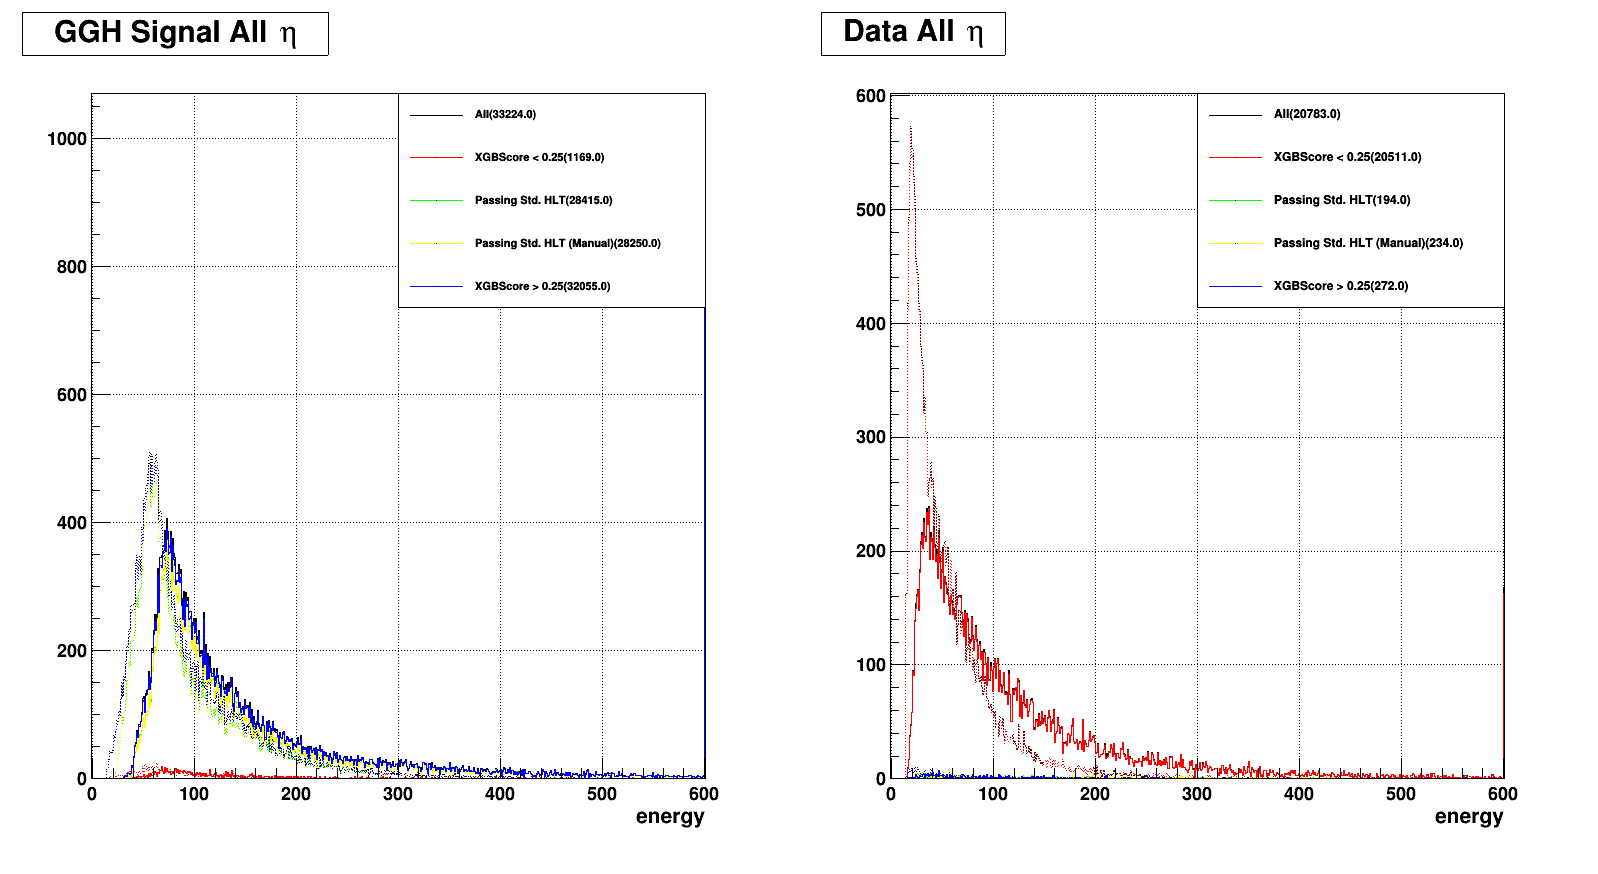 GGH Signal All η
1000
800
600
400
200
0
0 100 200 300 400 500 600
energy
All(33224.0)
XGBScore < 0.25(1169.0)
Passing Std. HLT(28415.0)
Passing Std. HLT (Manual)(28250.0)
XGBScore > 0.25(32055.0)
Data All η
600
500
400
300
200
100
0
0 100 200 300 400 500 600
energy
All(20783.0)
XGBScore < 0.25(20511.0)
Passing Std. HLT(194.0)
Passing Std. HLT (Manual)(234.0)
XGBScore > 0.25(272.0)